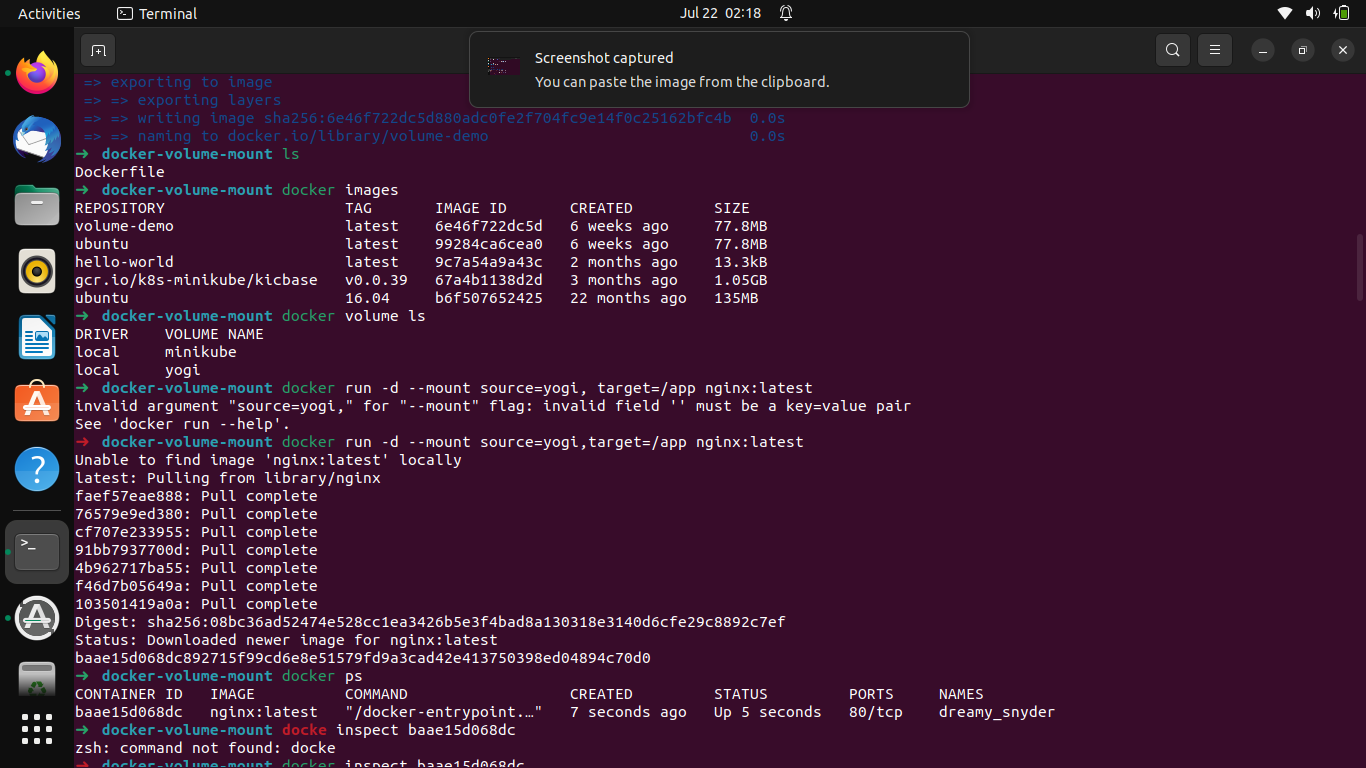 Activities
Terminal
Jul 22 02:18
Screenshot captured
You can paste the image from the clipboard.
=> exporting to image
=> => exporting layers
=> => writing image sha256:6e46f722dc5d880adc0fe2f704fc9e14f0c25162bfc4b 0.0s
=> => naming to docker.io/library/volume-demo 0.0s
➜ docker-volume-mount ls
Dockerfile
➜ docker-volume-mount docker images
REPOSITORY TAG IMAGE ID CREATED SIZE
volume-demo latest 6e46f722dc5d 6 weeks ago 77.8MB
ubuntu latest 99284ca6cea0 6 weeks ago 77.8MB
hello-world latest 9c7a54a9a43c 2 months ago 13.3kB
gcr.io/k8s-minikube/kicbase v0.0.39 67a4b1138d2d 3 months ago 1.05GB
ubuntu 16.04 b6f507652425 22 months ago 135MB
➜ docker-volume-mount docker volume ls
DRIVER VOLUME NAME
local minikube
local yogi
➜ docker-volume-mount docker run -d --mount source=yogi, target=/app nginx:latest
invalid argument "source=yogi," for "--mount" flag: invalid field '' must be a key=value pair
See 'docker run --help'.
➜ docker-volume-mount docker run -d --mount source=yogi,target=/app nginx:latest
Unable to find image 'nginx:latest' locally
latest: Pulling from library/nginx
faef57eae888: Pull complete
76579e9ed380: Pull complete
cf707e233955: Pull complete
91bb7937700d: Pull complete
4b962717ba55: Pull complete
f46d7b05649a: Pull complete
103501419a0a: Pull complete
Digest: sha256:08bc36ad52474e528cc1ea3426b5e3f4bad8a130318e3140d6cfe29c8892c7ef
Status: Downloaded newer image for nginx:latest
baae15d068dc892715f99cd6e8e51579fd9a3cad42e413750398ed04894c70d0
➜ docker-volume-mount docker ps
CONTAINER ID IMAGE COMMAND CREATED STATUS PORTS NAMES
baae15d068dc nginx:latest "/docker-entrypoint.…" 7 seconds ago Up 5 seconds 80/tcp dreamy_snyder
➜ docker-volume-mount docke inspect baae15d068dc
zsh: command not found: docke
➜ docker-volume-mount docker inspect baae15d068dc